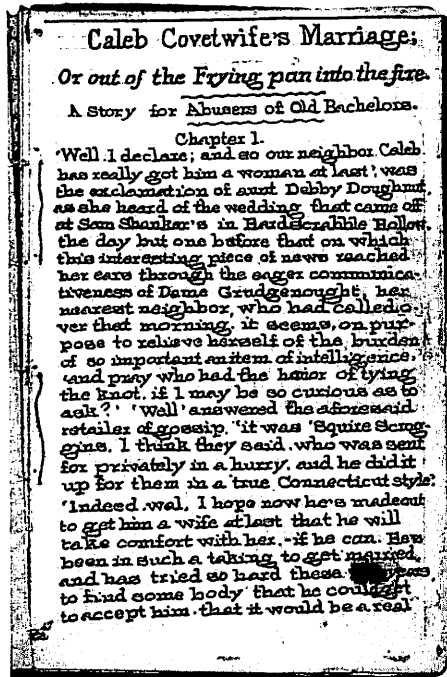 Caleb Covetwife's Marriage;
Or out of the Frying pan into the fire.
A Story for Abusers of Old Bachelors.
Chapter 1.
'Well I declare; and so our neighbor Caleb
has really got him a woman at last', was
the exclamation of aunt Debby Doughnut,
as she heard of the wedding that came off
at Sam Shanker's in Hardscrabble Hollow,
the day but one before that on which
this interesting piece of news reached
her ears through the eager communica-
tiveness of Dame Grudgenought, her
nearest neighbor, who had called o-
ver that morning, it seems, on pur-
pose to relieve herself of the burden
of so important an item of intelligence.
'and pray who had the honor of tying
the knot, if I may be so curious as to
ask?' 'Well' answered the aforesaid
retailer of gossip, "it was 'Squire Scrog-
gins, I think they said, who was sent
for privately in a hurry, and he did it
up for them in a true Connecticut style.'
'Indeed, wal, I hope now he's made out
to get him a wife at last that he will
take comfort with her,-if he can. Hes
been in such a taking to get married,
and has tried so hard these
to find some body that he could get
to accept him, that it would be a real